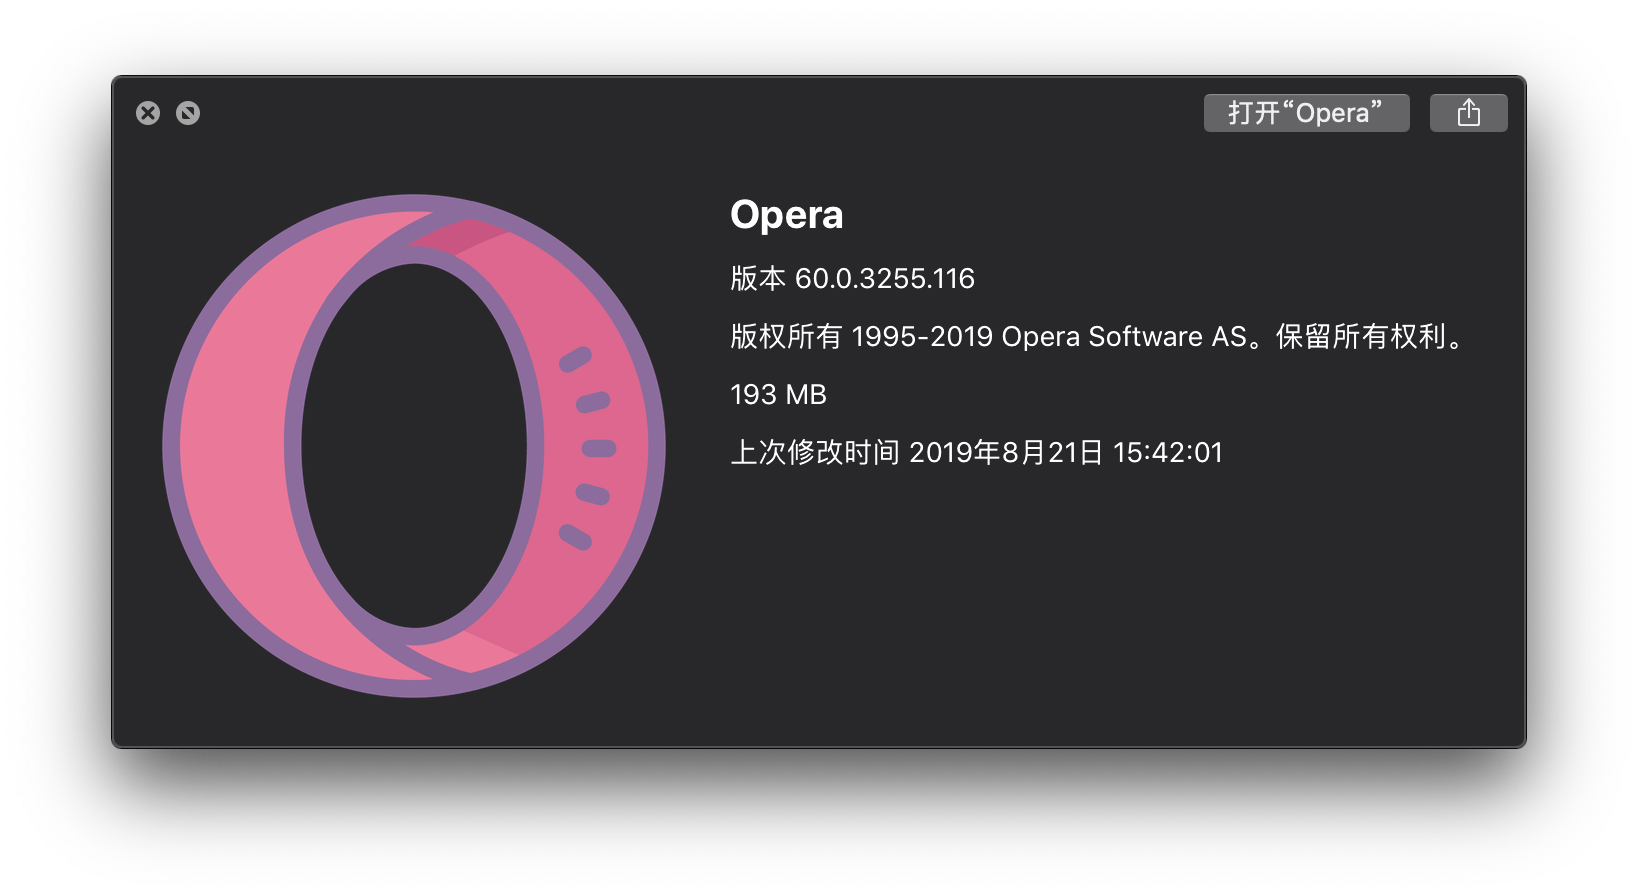 打开“Opera”
Opera
版本 60.0.3255.116
版权所有 1995-2019 Opera Software AS。保留所有权利。
193 MB
上次修改时间 2019年8月21日 15:42:01